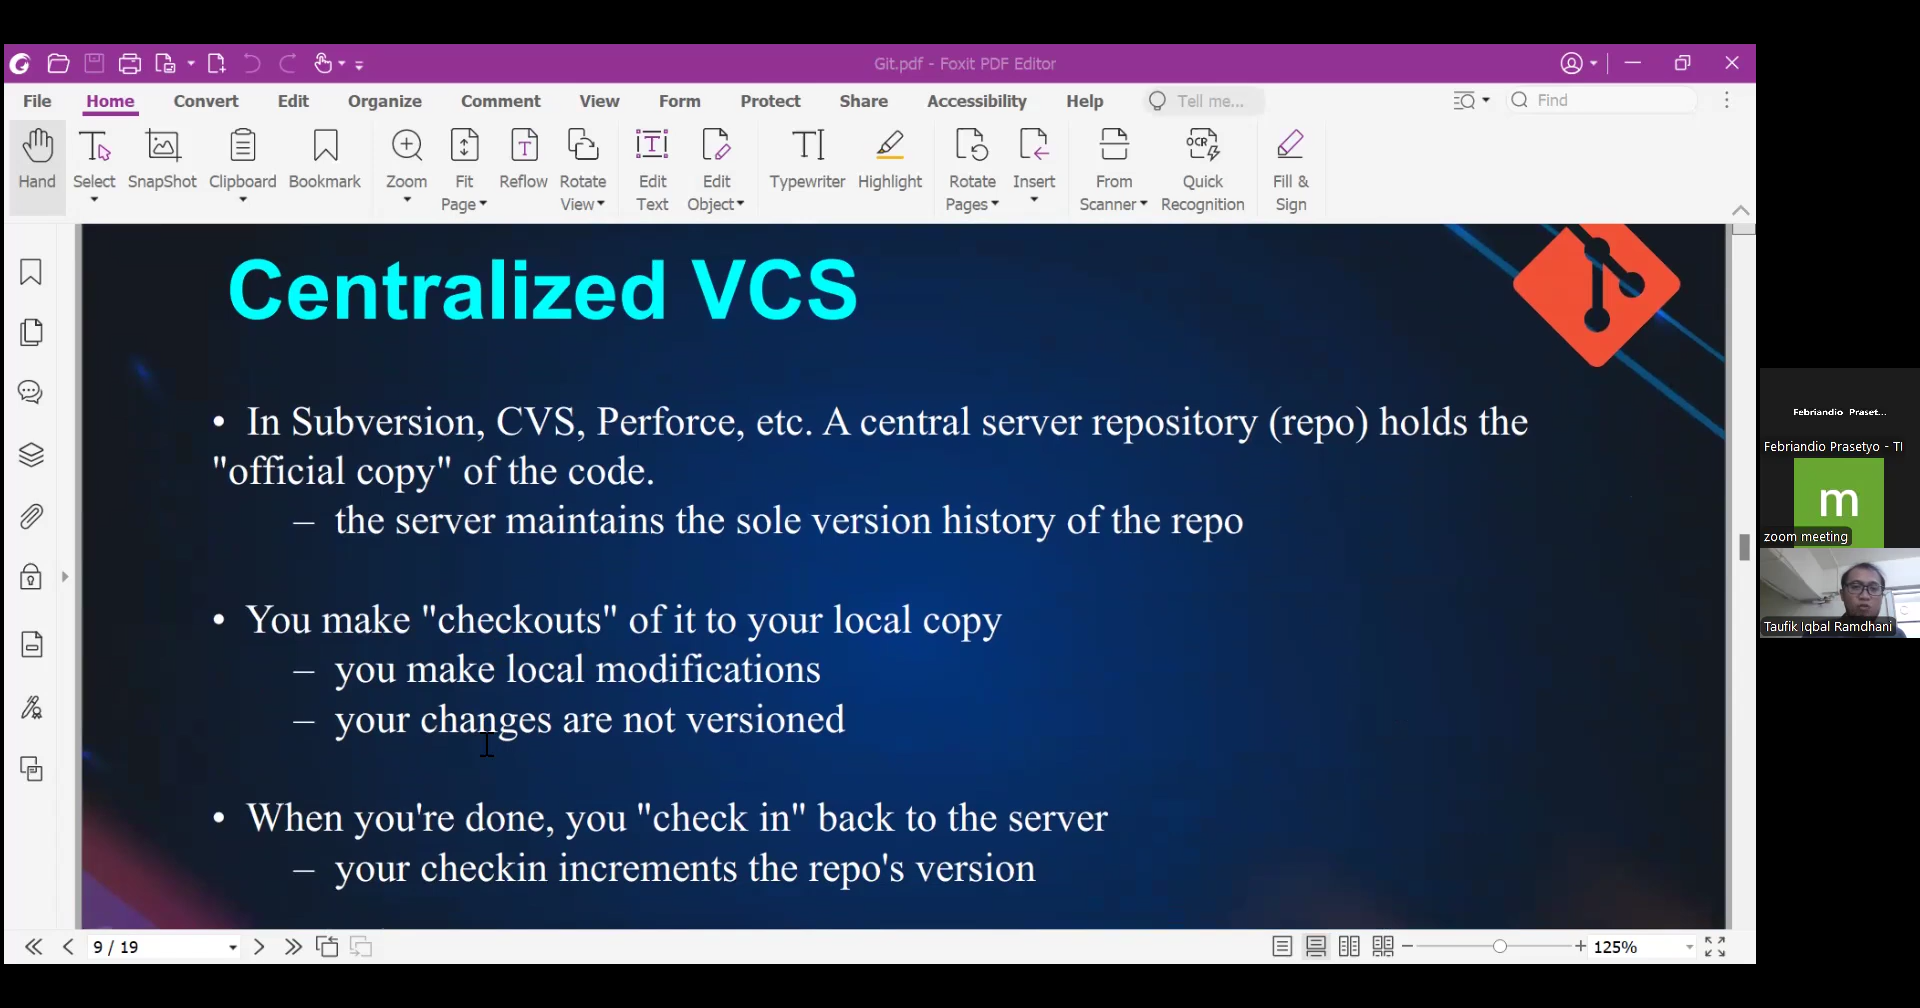 Git.pdf - Foxit PDF Editor
File Home Convert Edit Organize Comment View Form Protect Share Accessibility Help Tell me... Find
Hand Select SnapShot Clipboard Bookmark Zoom Fit Page Reflow Rotate View Edit Text Edit Object Typewriter Highlight Rotate Pages Insert From Scanner OCR Quick Recognition Fill & Sign
Centralized VCS
• In Subversion, CVS, Perforce, etc. A central server repository (repo) holds the
"official copy" of the code.
– the server maintains the sole version history of the repo
• You make "checkouts" of it to your local copy
– you make local modifications
– your changes are not versioned
• When you're done, you "check in" back to the server
– your checkin increments the repo's version
Febriandio Praset...
Febriandio Prasetyo - TI
m
zoom meeting
Taufik Iqbal Ramdhani
9 / 19
125%